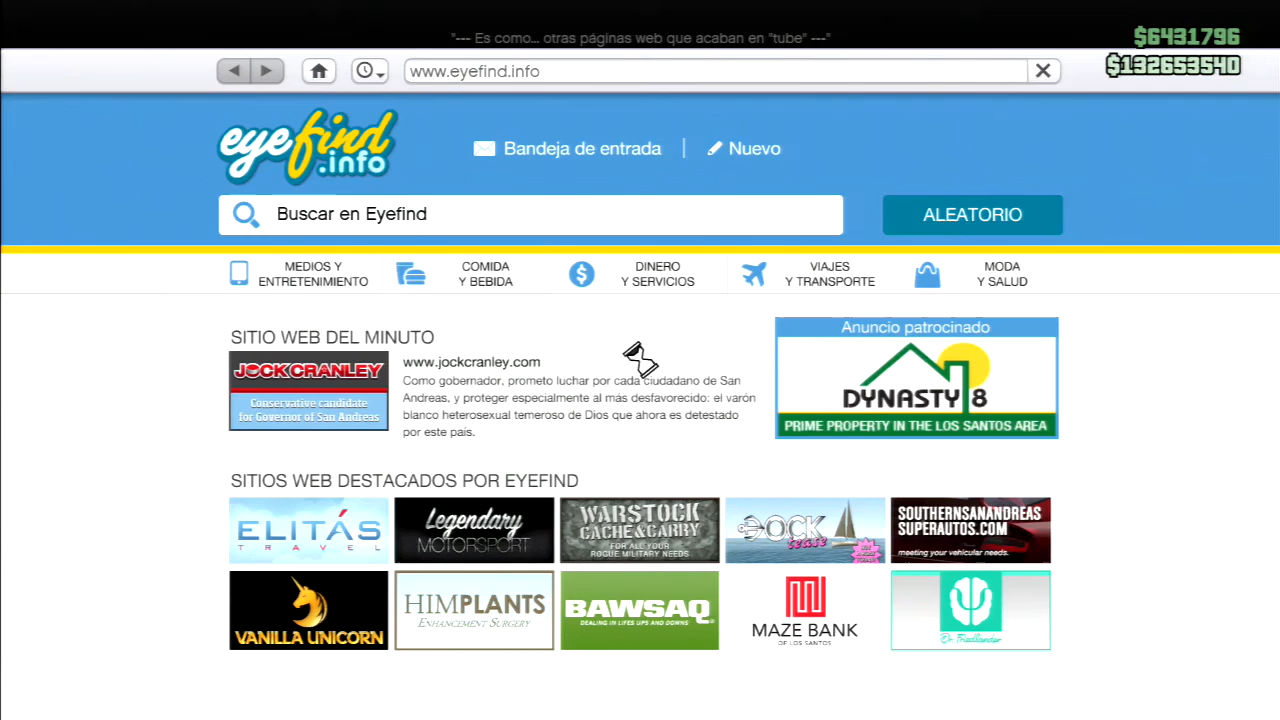 "--- Es como... otras páginas web que acaban en "tube" ---"
$6431796
$132653540
www.eyefind.info
eyefind
.info
Bandeja de entrada
Nuevo
Buscar en Eyefind
ALEATORIO
MEDIOS Y
ENTRETENIMIENTO
COMIDA
Y BEBIDA
DINERO
Y SERVICIOS
VIAJES
Y TRANSPORTE
MODA
Y SALUD
SITIO WEB DEL MINUTO
JOCK CRANLEY
Conservative candidate
for Governor of San Andreas
www.jockcranley.com
Como gobernador, prometo luchar por cada ciudadano de San
Andreas, y proteger especialmente al más desfavorecido: el varón
blanco heterosexual temeroso de Dios que ahora es detestado
por este país.
Anuncio patrocinado
DYNASTY 8
PRIME PROPERTY IN THE LOS SANTOS AREA
SITIOS WEB DESTACADOS POR EYEFIND
ELITÁS
TRAVEL
Legendary
MOTORSPORT
WARSTOCK
CACHE & CARRY
FOR ALL YOUR
ROGUE MILITARY NEEDS
DOCK
tease
SOUTHERNSANANDREAS
SUPERAUTOS.COM
meeting your vehicular needs.
VANILLA UNICORN
HIMPLANTS
ENHANCEMENT SURGERY
BAWSAQ
DEALING IN LIFES UPS AND DOWNS
MAZE BANK
OF LOS SANTOS
Dr. Friedlander